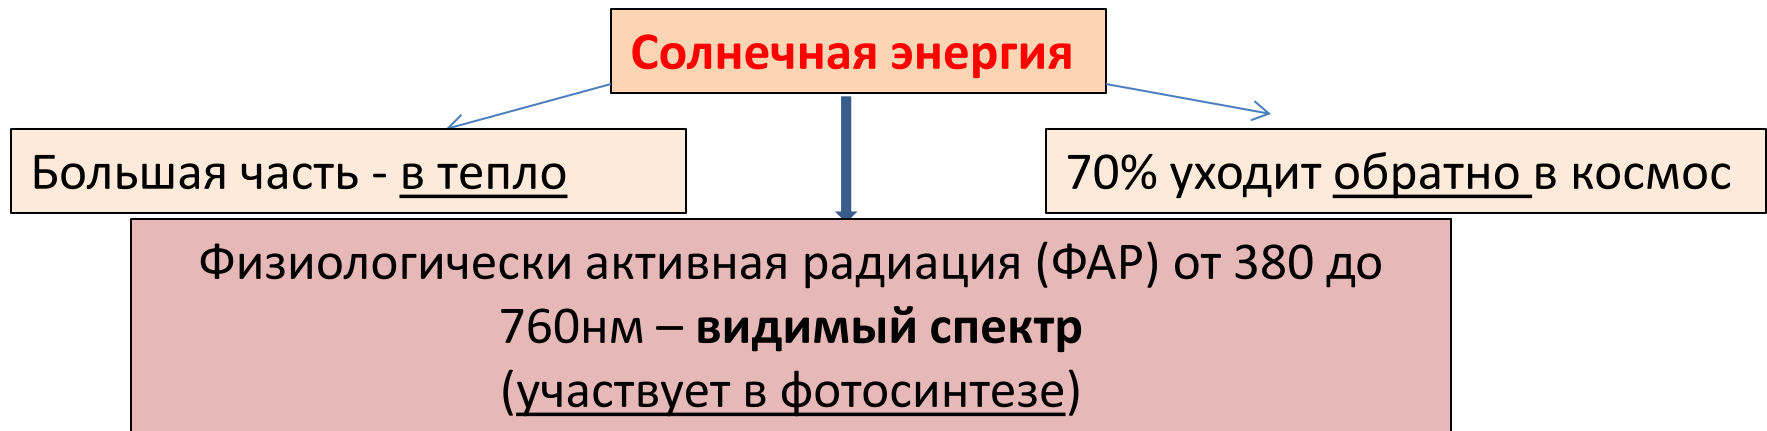 Солнечная энергия
Большая часть - в тепло
70% уходит обратно в космос
Физиологически активная радиация (ФАР) от 380 до
760нм – видимый спектр
(участвует в фотосинтезе)